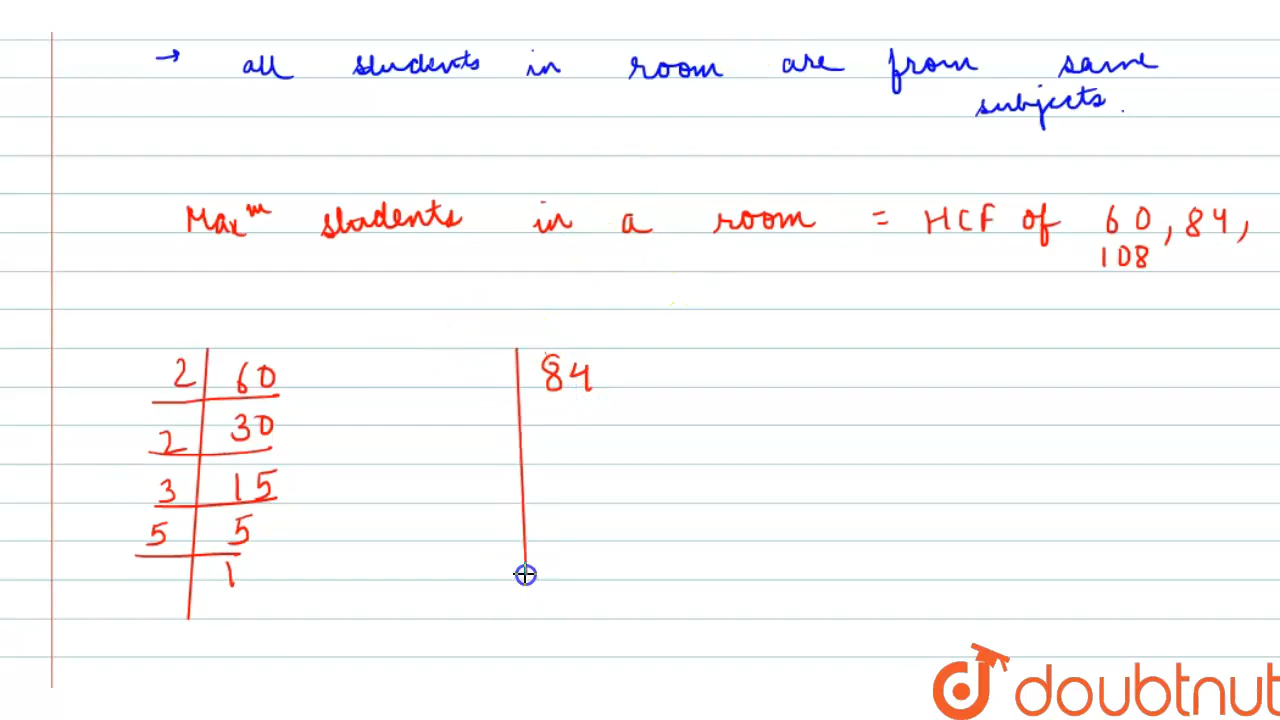 → all students in room are from same
subjects.
Maxᵐ students in a room = HCF of 60, 84,
108
2 60
2 30
3 15
5 5
1
84
doubtnut